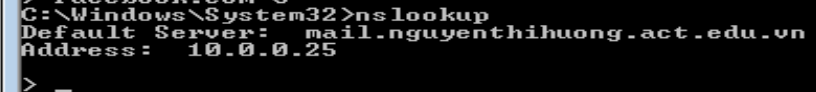 C:\Windows\System32>nslookup
Default Server:  mail.nguyenthihuong.act.edu.vn
Address:  10.0.0.25
> _